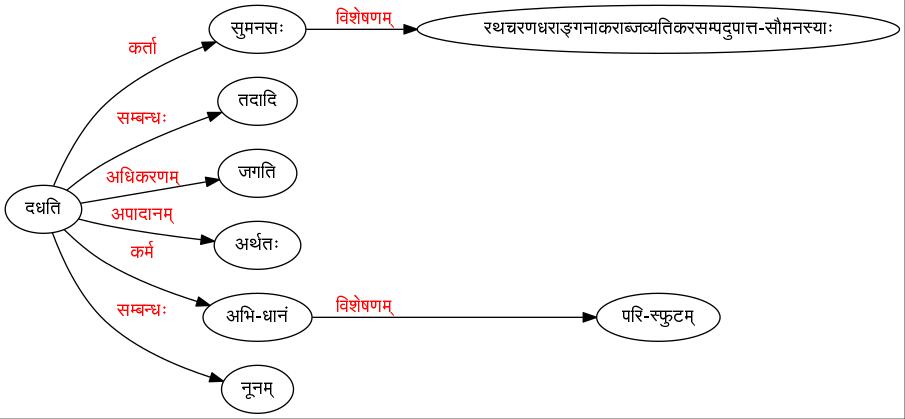 सुमनसः
विशेषणम्
रथचरणधराङ्गनाकराब्जव्यतिकरसम्पदुपात्त-सौमनस्याः
कर्ता
तदादि
सम्बन्धः
जगति
अधिकरणम्
दधति
अपादानम्
अर्थतः
कर्म
अभि-धानं
विशेषणम्
परि-स्फुटम्
सम्बन्धः
नूनम्